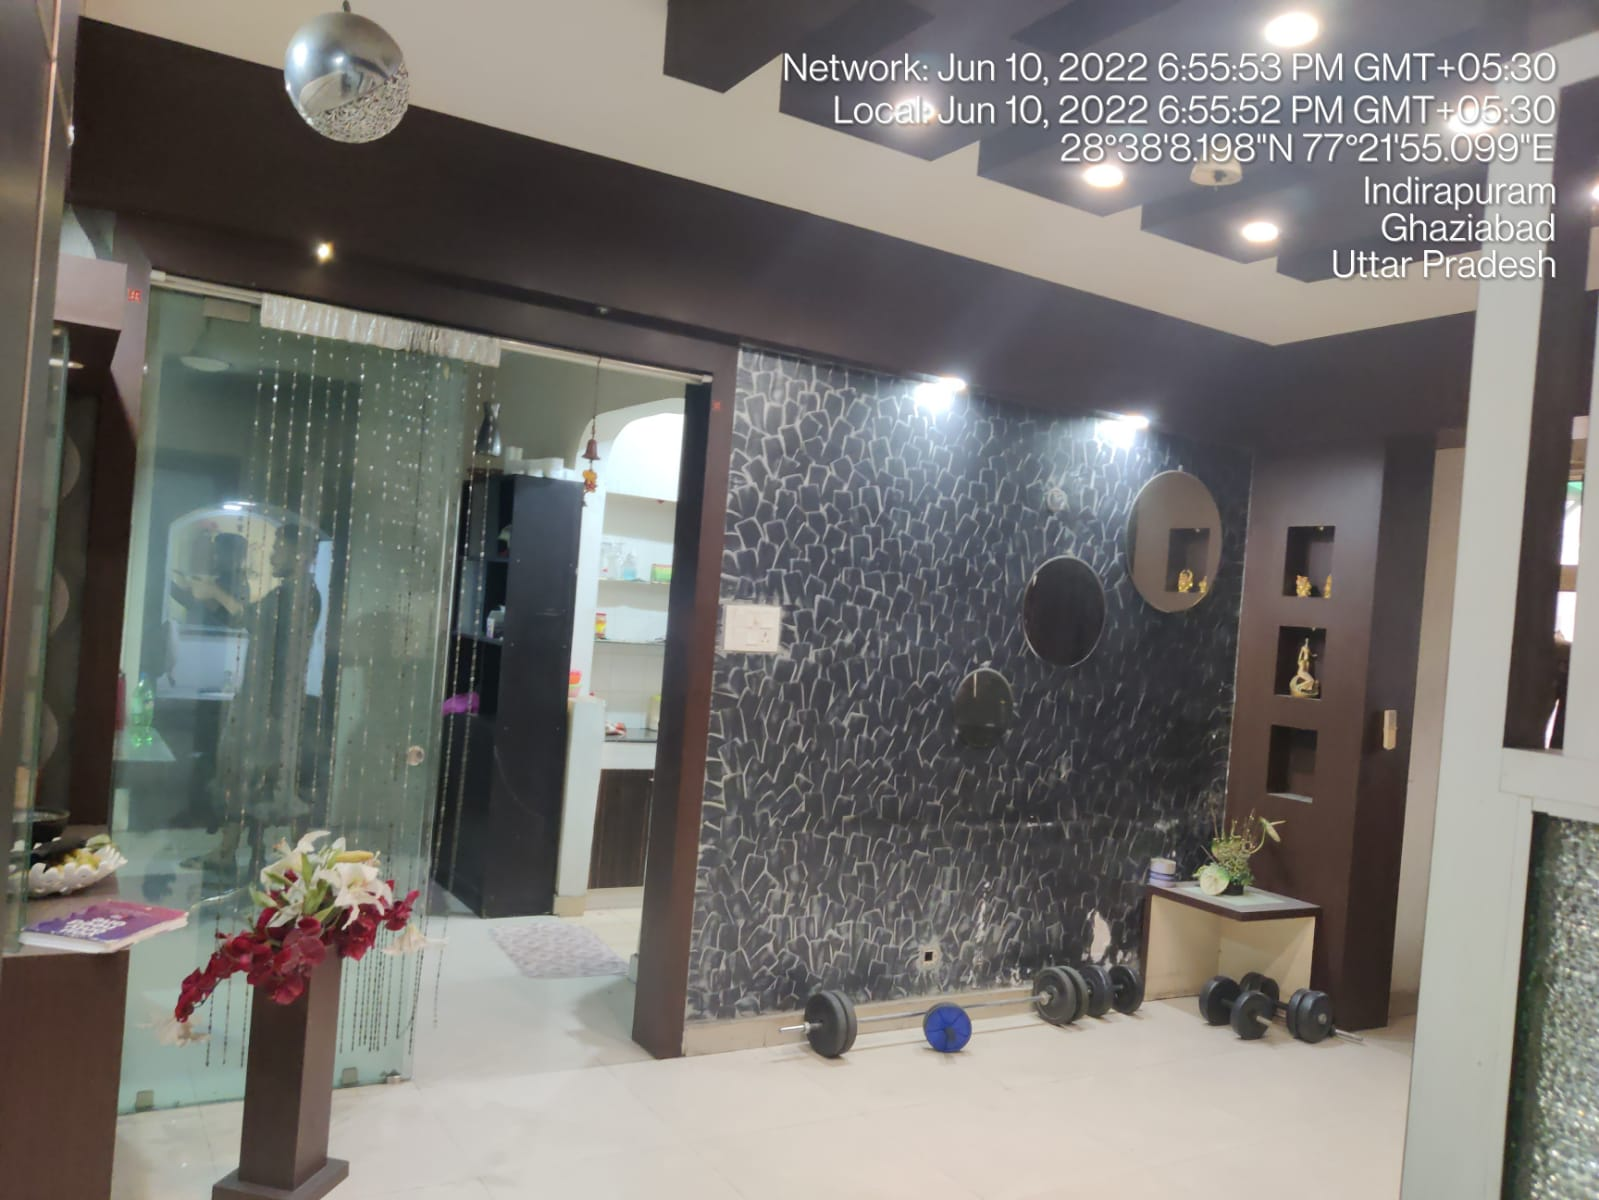 Network: Jun 10, 2022 6:55:53 PM GMT+05:30
Local: Jun 10, 2022 6:55:52 PM GMT+05:30
28°38'8.198"N 77°21'55.099"E
Indirapuram
Ghaziabad
Uttar Pradesh